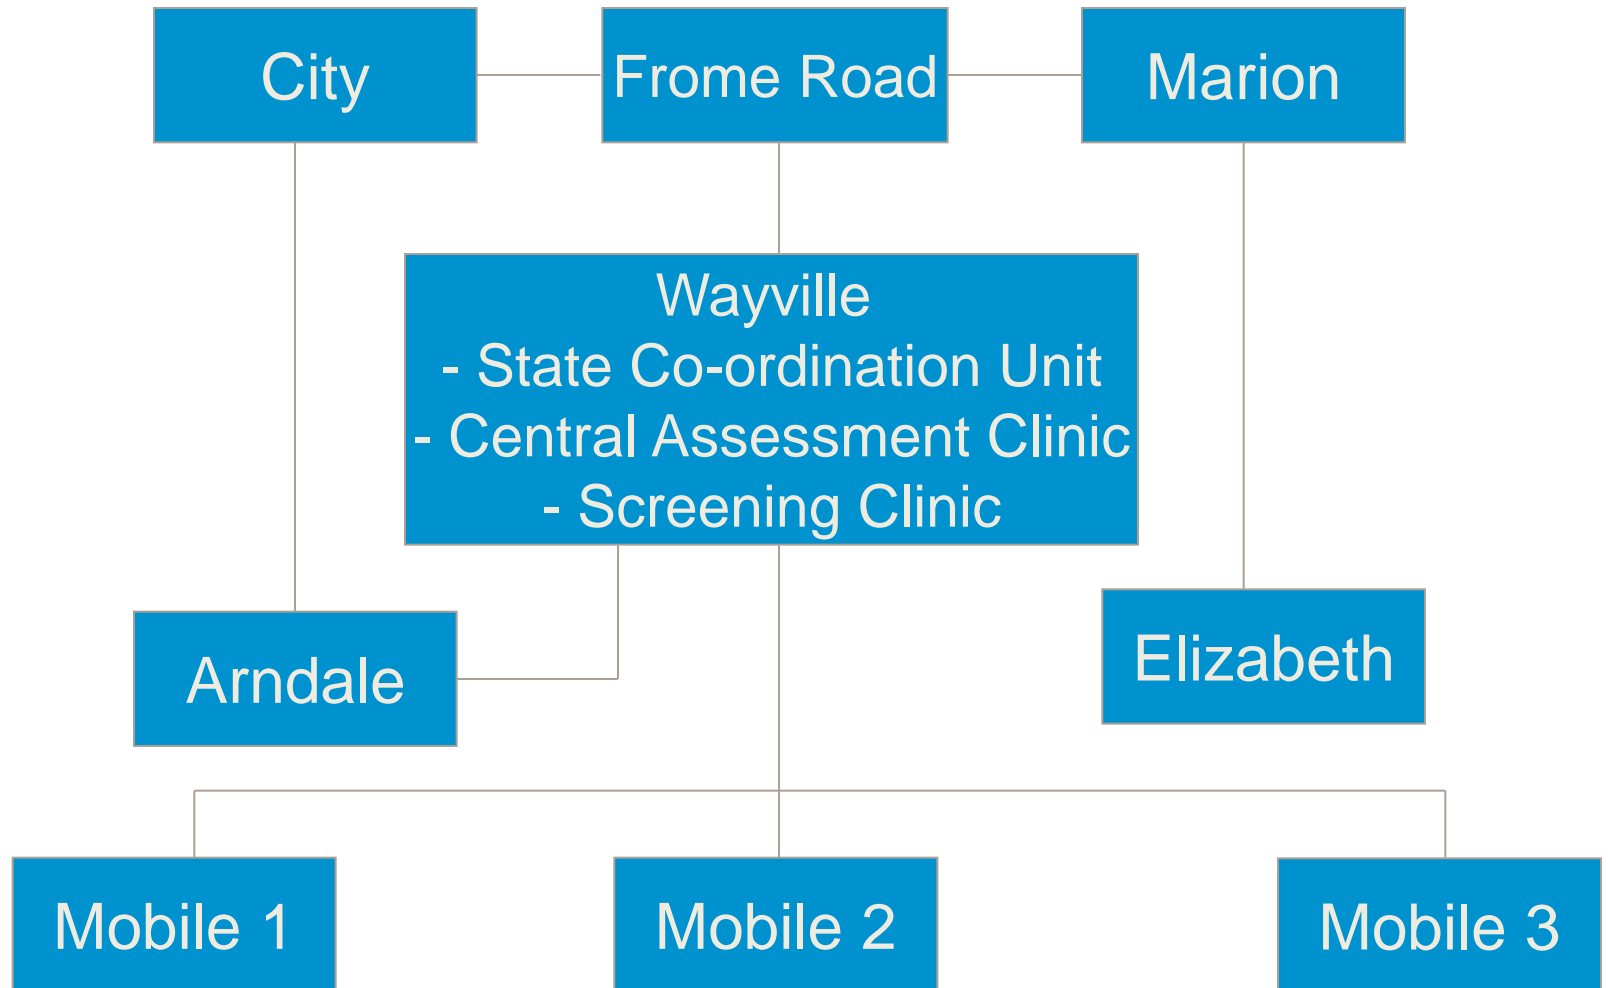 City
Frome Road
Marion
Wayville
- State Co-ordination Unit
- Central Assessment Clinic
- Screening Clinic
Arndale
Elizabeth
Mobile 1
Mobile 2
Mobile 3